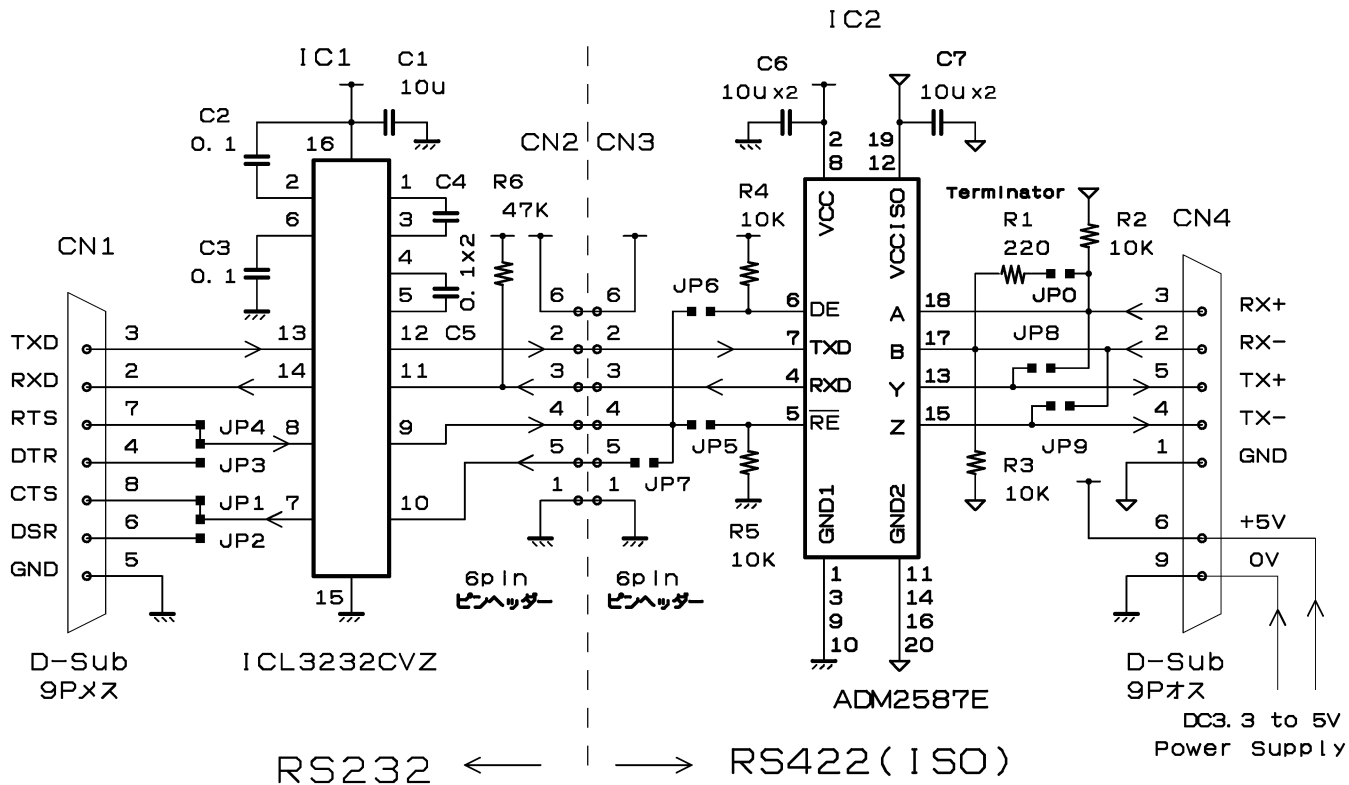 IC2
IC1
C1
10u
C2
0.1
16
C6
10u x2
C7
10u x2
CN2
CN3
2
8
19
12
2
1
C4
R6
47K
R4
10K
VCC
VCCISO
Terminator
R1
220
R2
10K
CN4
6
3
CN1
C3
0.1
4
5
0.1x2
C5
6
6
JP6
6
DE
A
18
JP0
3
RX+
TXD
3
13
12
2
2
7
TXD
B
17
JP8
2
RX-
RXD
2
14
11
3
3
4
RXD
Y
13
5
TX+
RTS
7
JP4
8
9
4
4
JP5
5
RE
Z
15
JP9
4
TX-
DTR
4
JP3
5
5
JP7
R3
10K
1
GND
CTS
8
JP1
7
10
1
1
GND1
GND2
DSR
6
JP2
R5
10K
6
+5V
GND
5
9
0V
15
6pin
ピンヘッダー
6pin
ピンヘッダー
1
3
9
10
11
14
16
20
D-Sub
9Pメス
ICL3232CVZ
ADM2587E
D-Sub
9Pオス
DC3.3 to 5V
Power Supply
RS232
RS422(ISO)